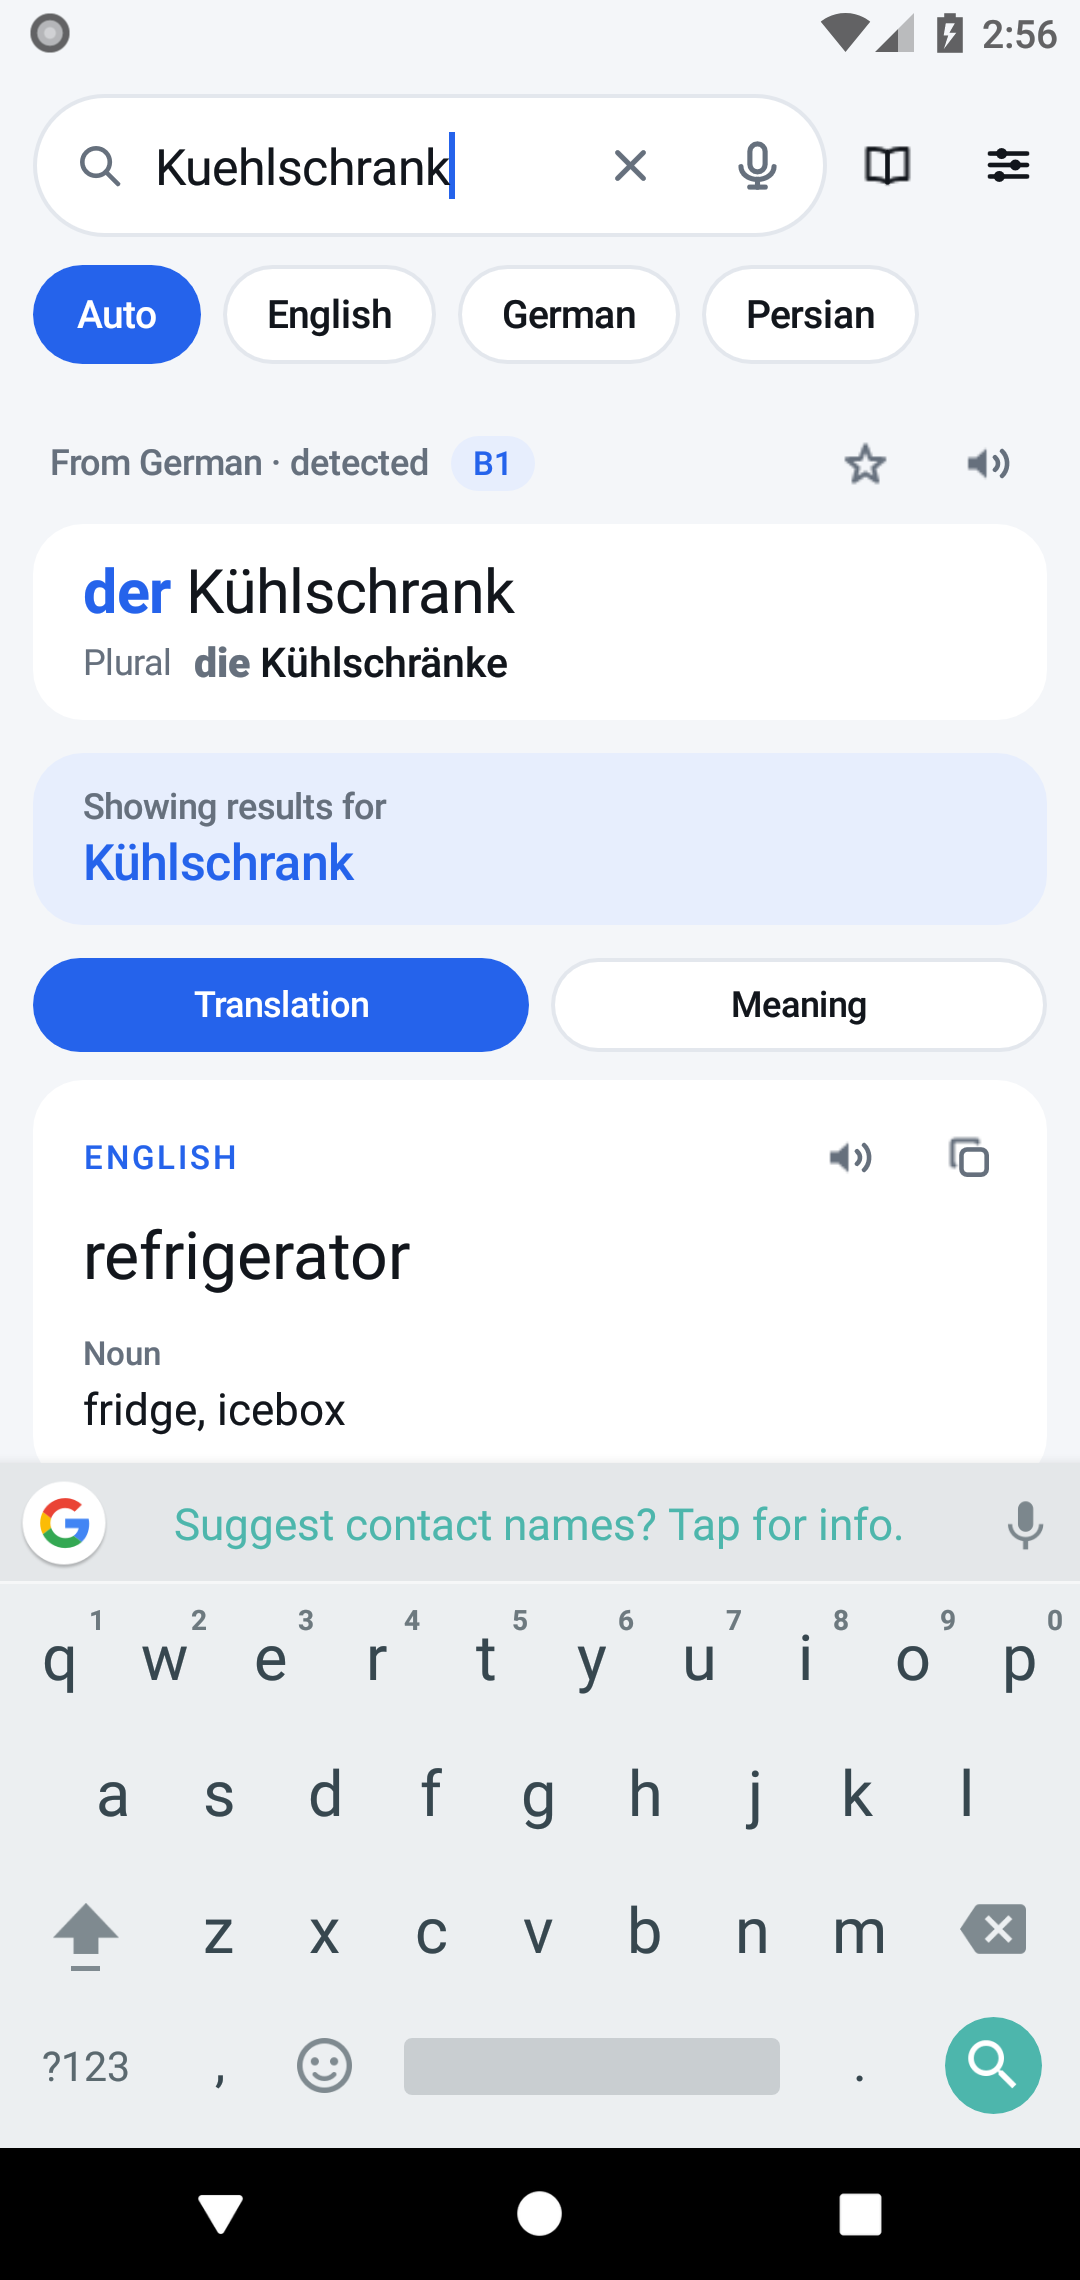 2:56
Kuehlschrank
Auto English German Persian
From German · detected B1
der Kühlschrank
Plural die Kühlschränke
Showing results for
Kühlschrank
Translation Meaning
ENGLISH
refrigerator
Noun
fridge, icebox
G Suggest contact names? Tap for info.
1 2 3 4 5 6 7 8 9 0
q w e r t y u i o p
a s d f g h j k l
z x c v b n m
?123 , .